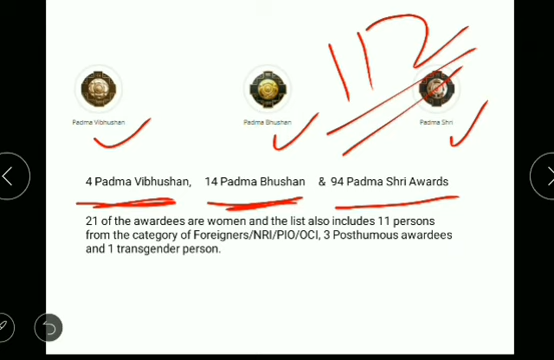 112
Padma Vibhushan
Padma Bhushan
Padma Shri
4 Padma Vibhushan, 14 Padma Bhushan & 94 Padma Shri Awards
21 of the awardees are women and the list also includes 11 persons
from the category of Foreigners/NRI/PIO/OCI, 3 Posthumous awardees
and 1 transgender person.